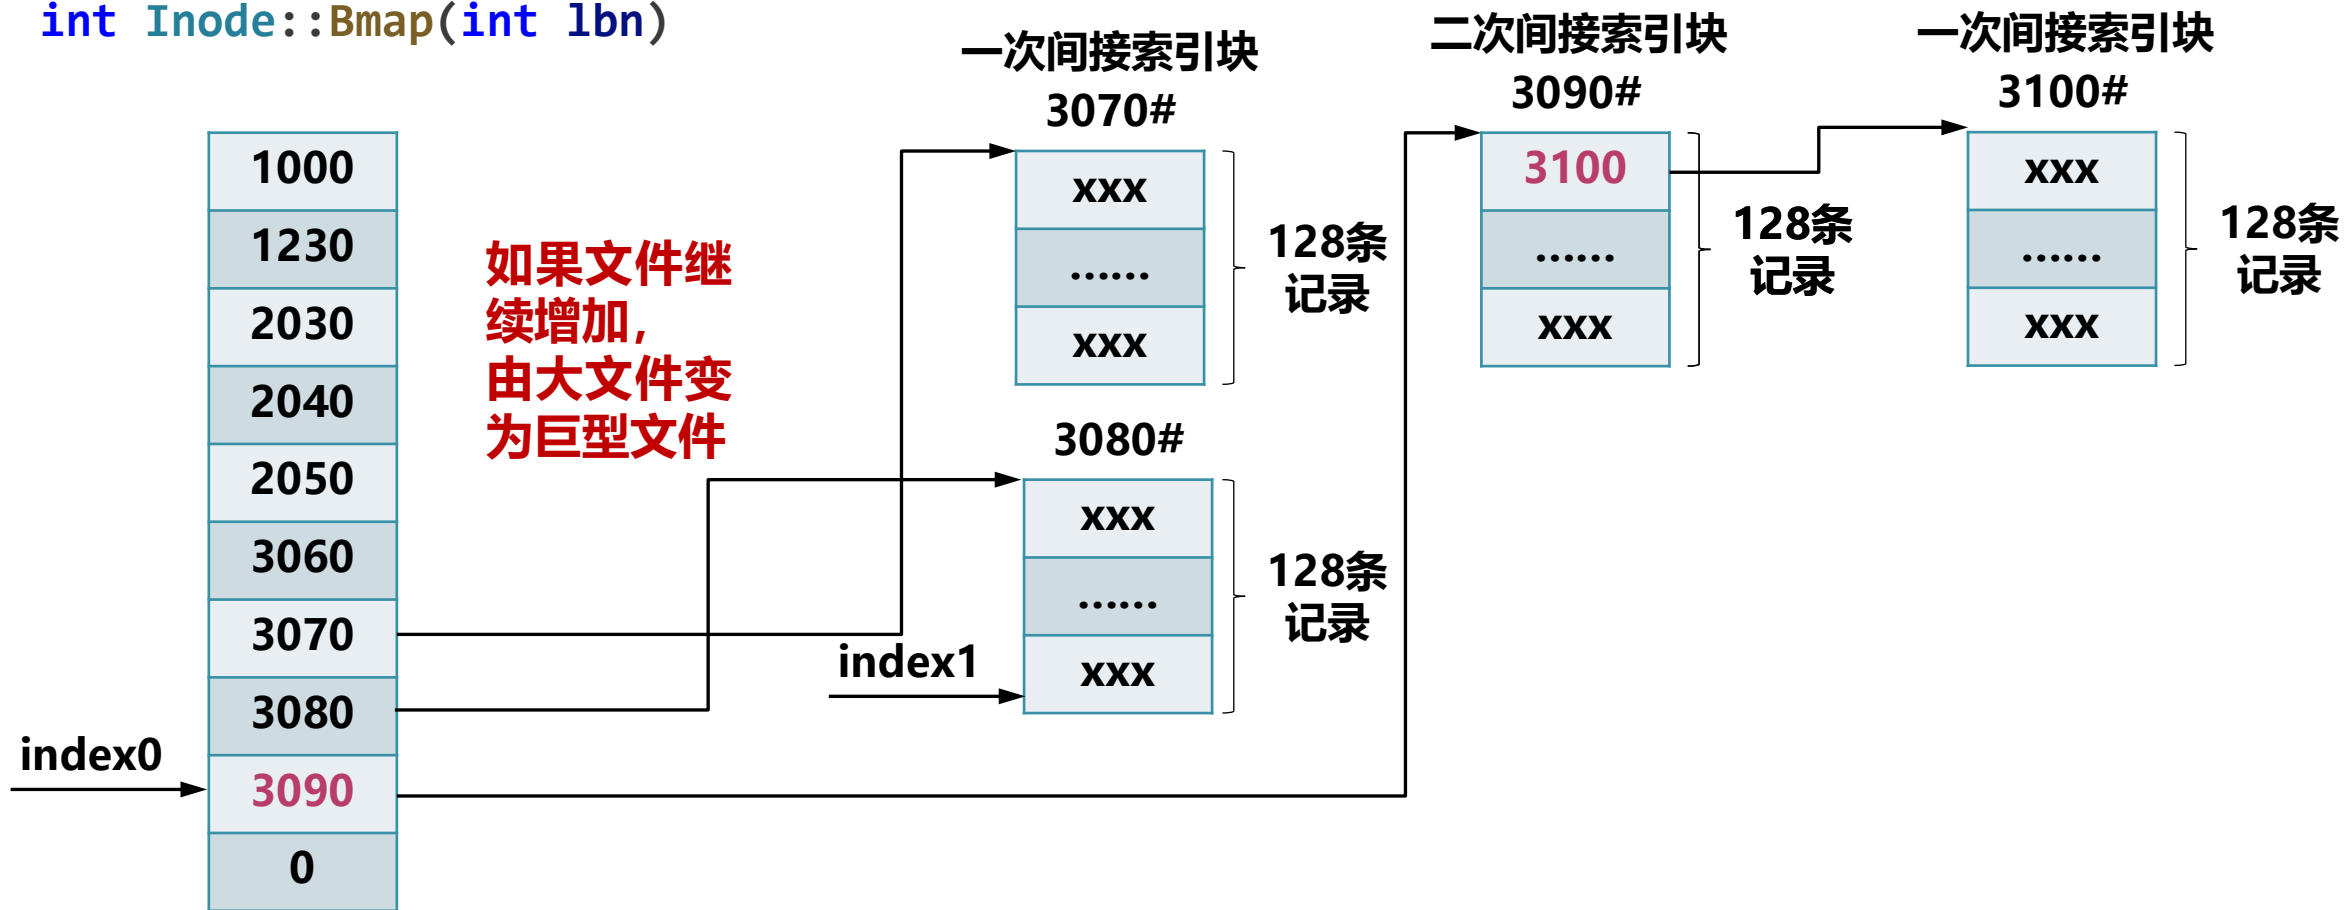 int Inode::Bmap(int lbn)
1000
1230
2030
2040
2050
3060
3070
3080
3090
0
index0
如果文件继
续增加，
由大文件变
为巨型文件
一次间接索引块
3070#
xxx
……
xxx
128条
记录
3080#
xxx
……
xxx
index1
128条
记录
二次间接索引块
3090#
3100
……
xxx
128条
记录
一次间接索引块
3100#
xxx
……
xxx
128条
记录